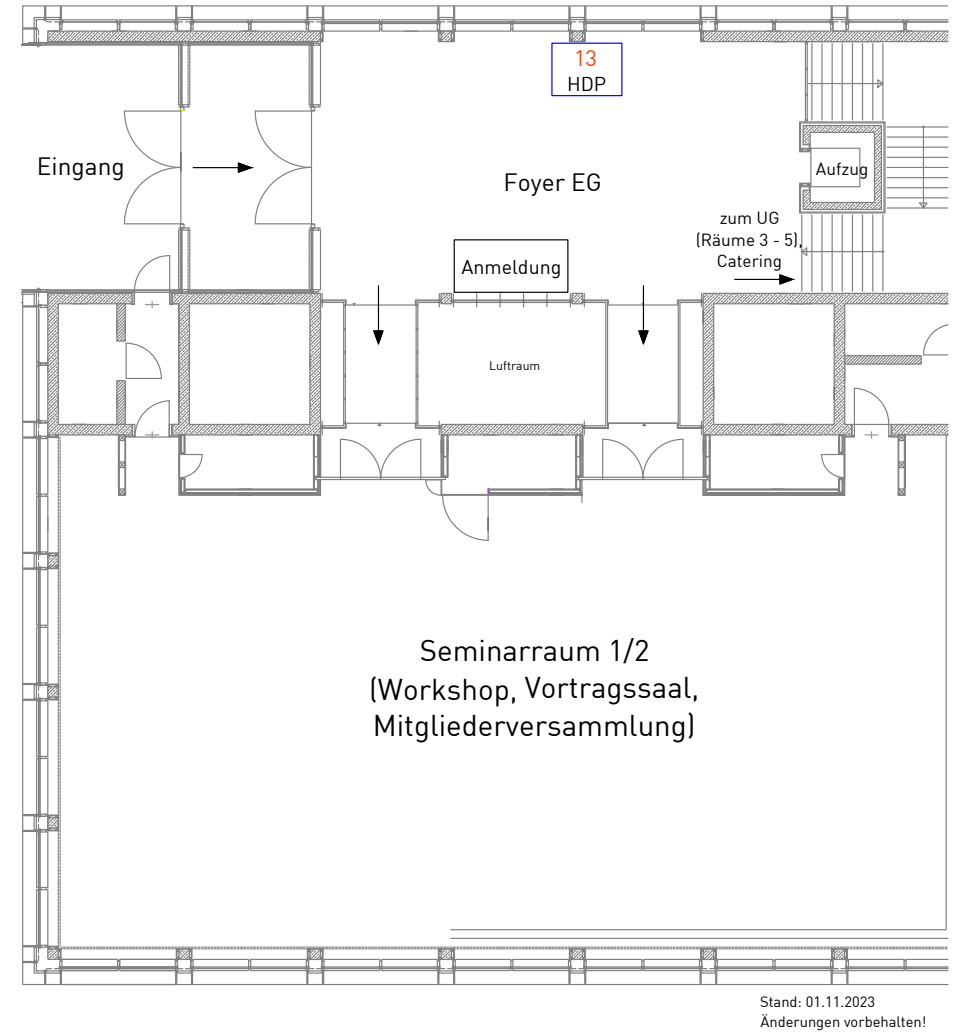 13
HDP
Eingang
Foyer EG
Aufzug
zum UG
(Räume 3 - 5),
Catering
Anmeldung
Luftraum
Seminarraum 1/2
(Workshop, Vortragssaal,
Mitgliederversammlung)
Stand: 01.11.2023
Änderungen vorbehalten!